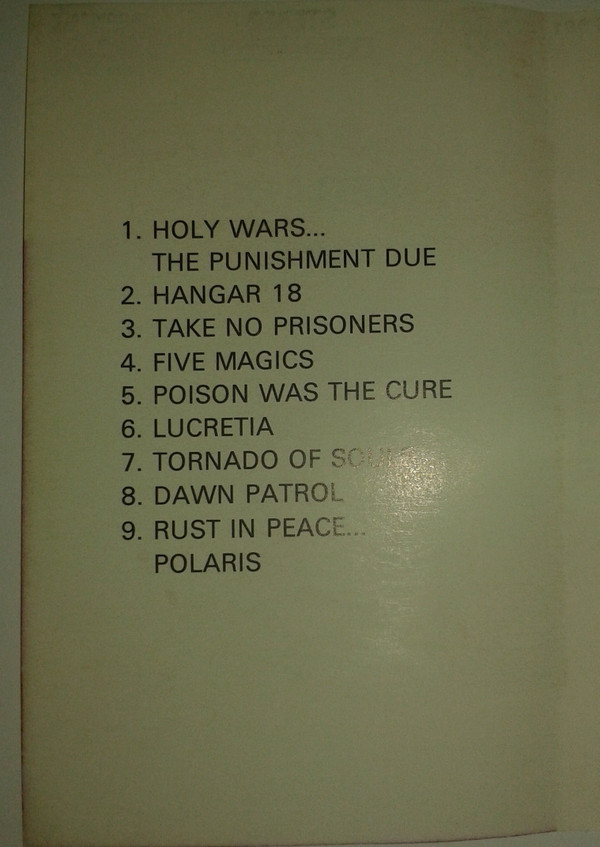 1. HOLY WARS...
THE PUNISHMENT DUE
2. HANGAR 18
3. TAKE NO PRISONERS
4. FIVE MAGICS
5. POISON WAS THE CURE
6. LUCRETIA
7. TORNADO OF SOULS
8. DAWN PATROL
9. RUST IN PEACE...
POLARIS